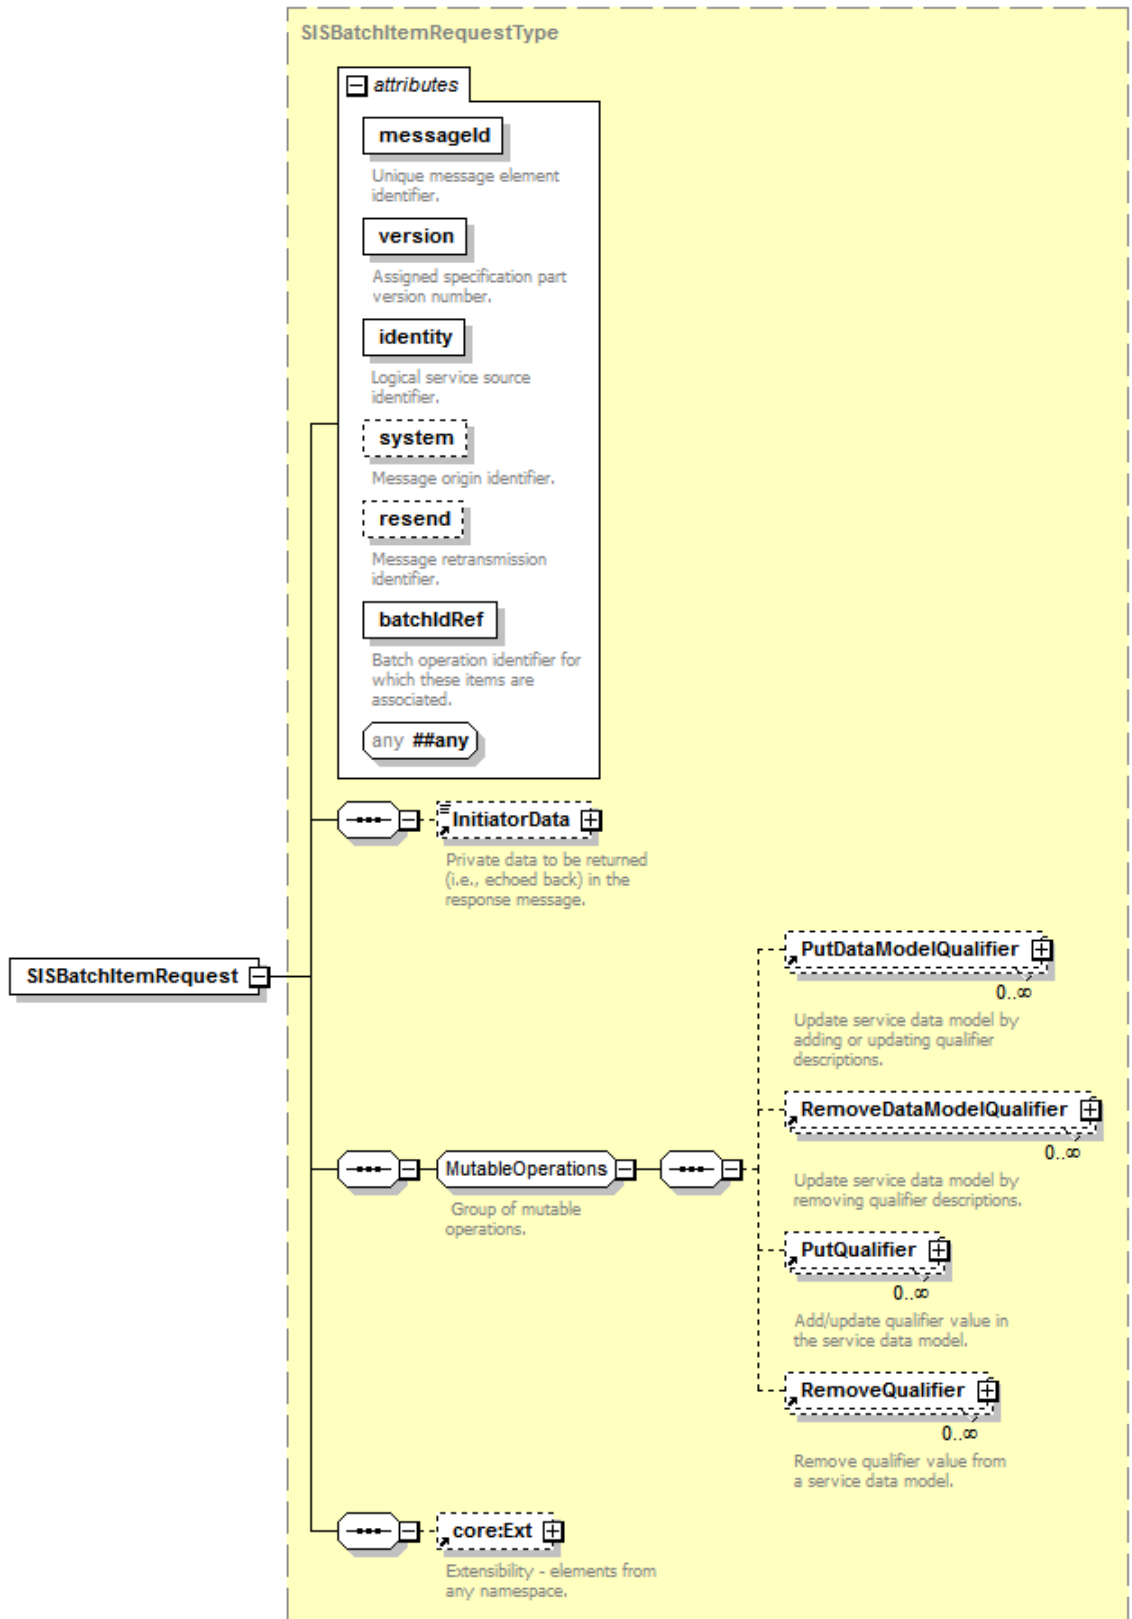 SISBatchItemRequestType
attributes
messageId
Unique message element
identifier.
version
Assigned specification part
version number.
identity
Logical service source
identifier.
system
Message origin identifier.
resend
Message retransmission
identifier.
batchIdRef
Batch operation identifier for
which these items are
associated.
any ##any
InitiatorData
Private data to be returned
(i.e., echoed back) in the
response message.
SISBatchItemRequest
PutDataModelQualifier
0..∞
Update service data model by
adding or updating qualifier
descriptions.
RemoveDataModelQualifier
0..∞
Update service data model by
removing qualifier descriptions.
MutableOperations
Group of mutable
operations.
PutQualifier
0..∞
Add/update qualifier value in
the service data model.
RemoveQualifier
0..∞
Remove qualifier value from
a service data model.
core:Ext
Extensibility - elements from
any namespace.